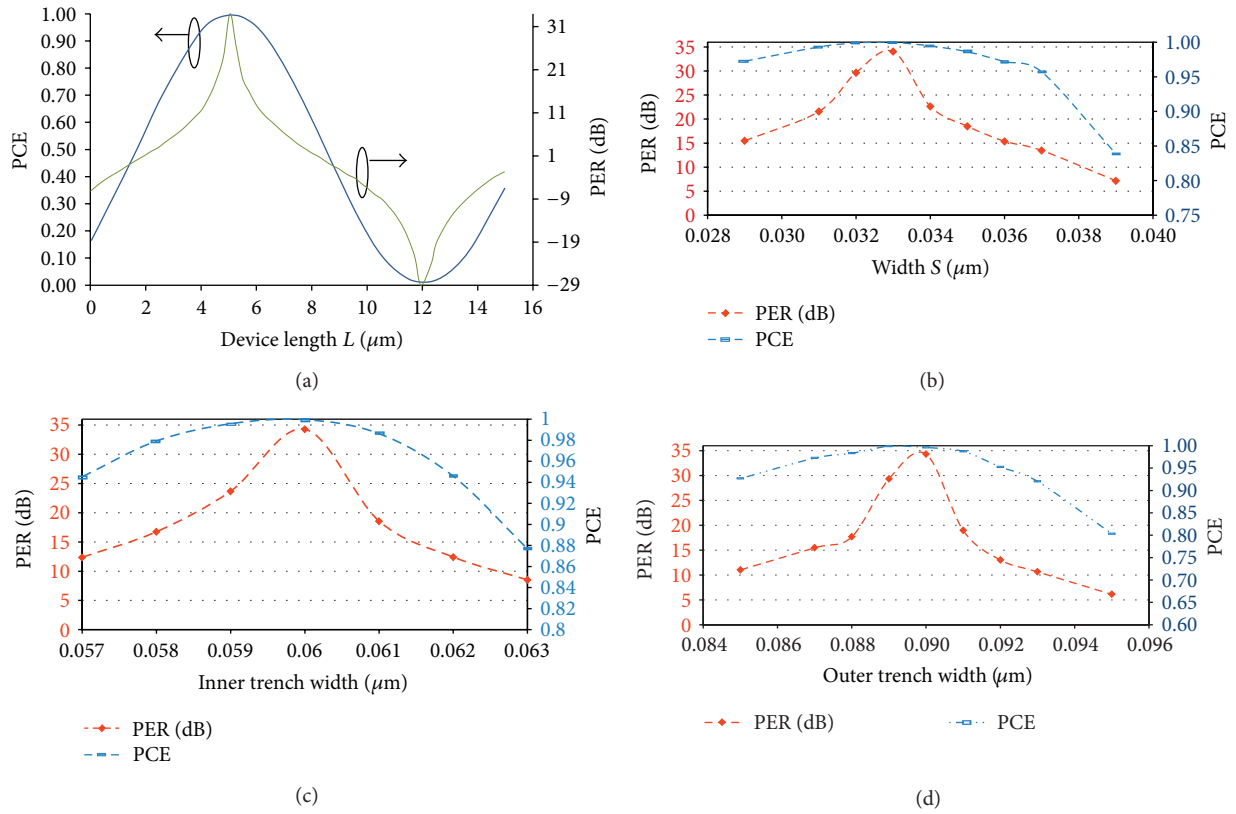 1.00
0.90
0.80
0.70
0.60
0.50
0.40
0.30
0.20
0.10
0.00
PCE
0 2 4 6 8 10 12 14 16
Device length L (μm)
31
21
11
1
−9
−19
−29
PER (dB)
(a)
35
30
25
20
15
10
5
0
PER (dB)
0.028 0.030 0.032 0.034 0.036 0.038 0.040
Width S (μm)
1.00
0.95
0.90
0.85
0.80
0.75
PCE
PER (dB)
PCE
(b)
35
30
25
20
15
10
5
0
PER (dB)
0.057 0.058 0.059 0.06 0.061 0.062 0.063
Inner trench width (μm)
1
0.98
0.96
0.94
0.92
0.9
0.88
0.86
0.84
0.82
0.8
PCE
PER (dB)
PCE
(c)
35
30
25
20
15
10
5
0
PER (dB)
0.084 0.086 0.088 0.090 0.092 0.094 0.096
Outer trench width (μm)
1.00
0.95
0.90
0.85
0.80
0.75
0.70
0.65
0.60
PCE
PER (dB) PCE
(d)